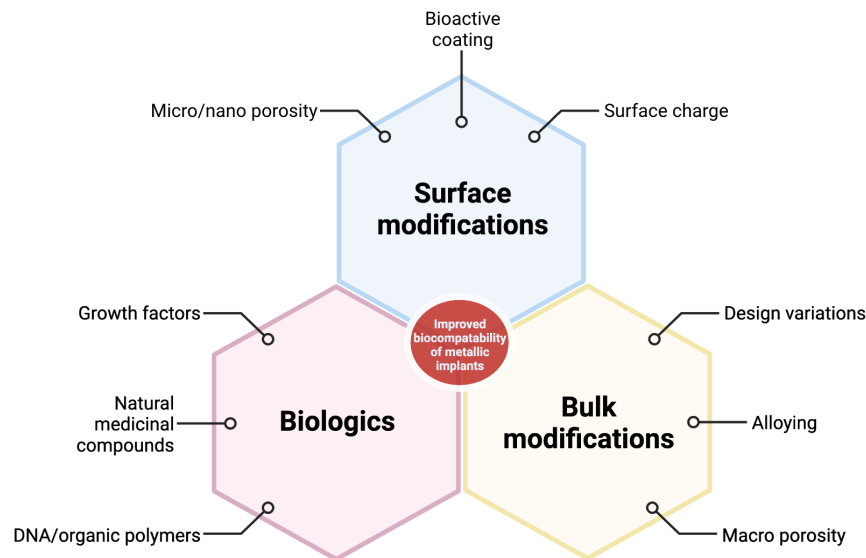 Bioactive
coating
Micro/nano porosity
Surface charge
Surface
modifications
Growth factors
Design variations
Improved
biocompatability
of metallic
implants
Natural
medicinal
compounds
Biologics
Bulk
modifications
Alloying
DNA/organic polymers
Macro porosity